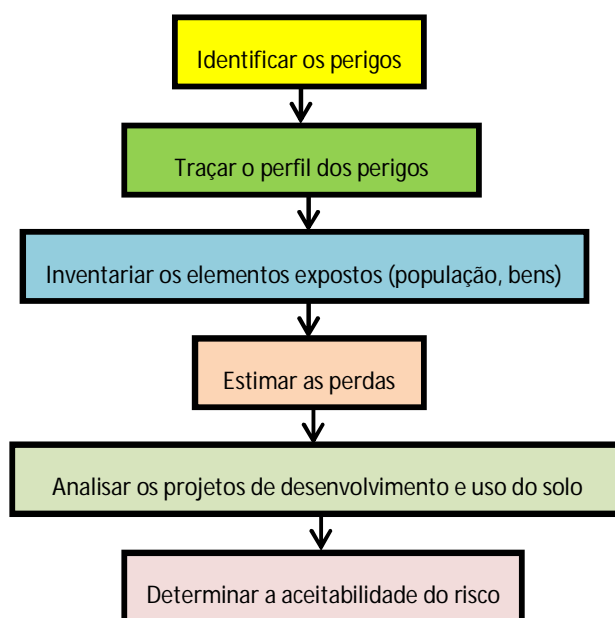 Identificar os perigos
Traçar o perfil dos perigos
Inventariar os elementos expostos (população, bens)
Estimar as perdas
Analisar os projetos de desenvolvimento e uso do solo
Determinar a aceitabilidade do risco